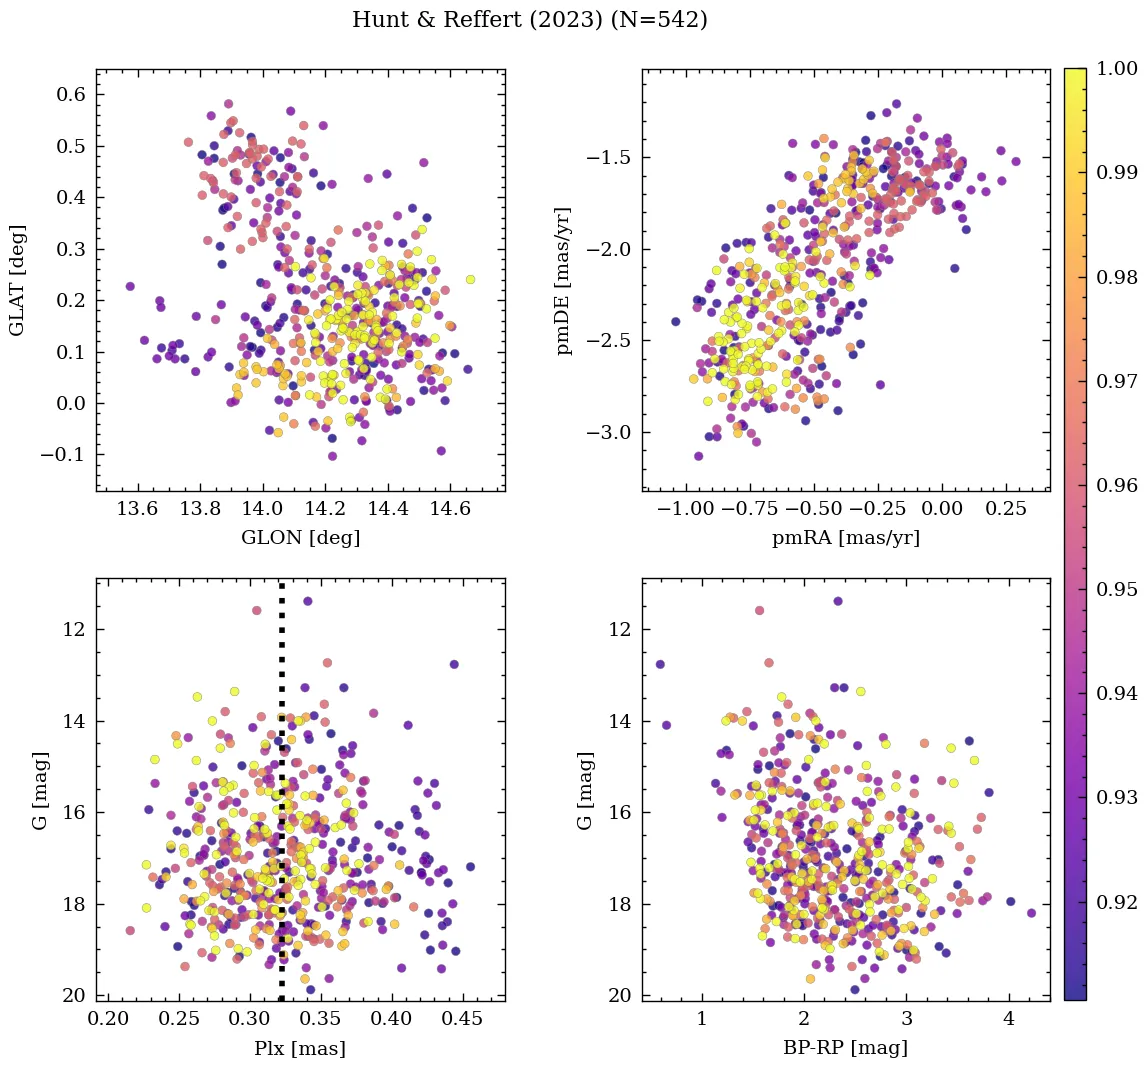 Hunt & Reffert (2023) (N=542)
0.6
0.5
0.4
0.3
0.2
0.1
0.0
−0.1
GLAT [deg]
13.6 13.8 14.0 14.2 14.4 14.6
GLON [deg]
−1.5
−2.0
−2.5
−3.0
pmDE [mas/yr]
−1.00 −0.75 −0.50 −0.25 0.00 0.25
pmRA [mas/yr]
1.00
0.99
0.98
0.97
0.96
0.95
0.94
0.93
0.92
12
14
16
18
20
G [mag]
0.20 0.25 0.30 0.35 0.40 0.45
Plx [mas]
12
14
16
18
20
G [mag]
1 2 3 4
BP-RP [mag]